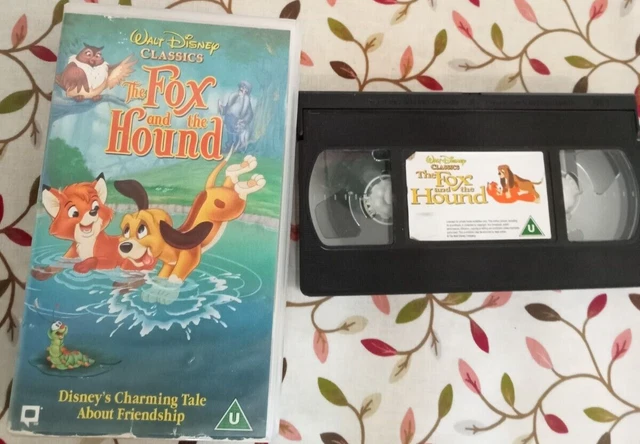 WALT DISNEY
CLASSICS
The Fox
and the
Hound
Disney's Charming Tale
About Friendship
U
Walt Disney
CLASSICS
The Fox
and the
Hound
U